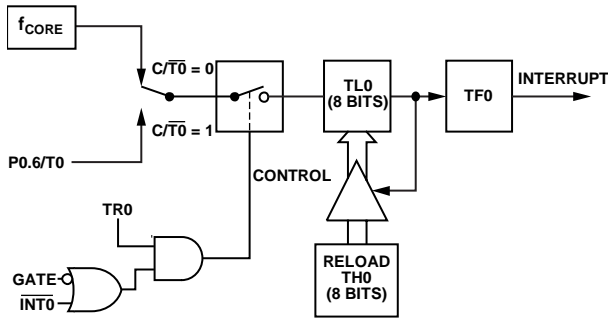 fCORE
C/T0̅ = 0
C/T0̅ = 1
P0.6/T0
TL0
(8 BITS)
TF0
INTERRUPT
CONTROL
TR0
GATE
I̅N̅T̅0̅
RELOAD
TH0
(8 BITS)